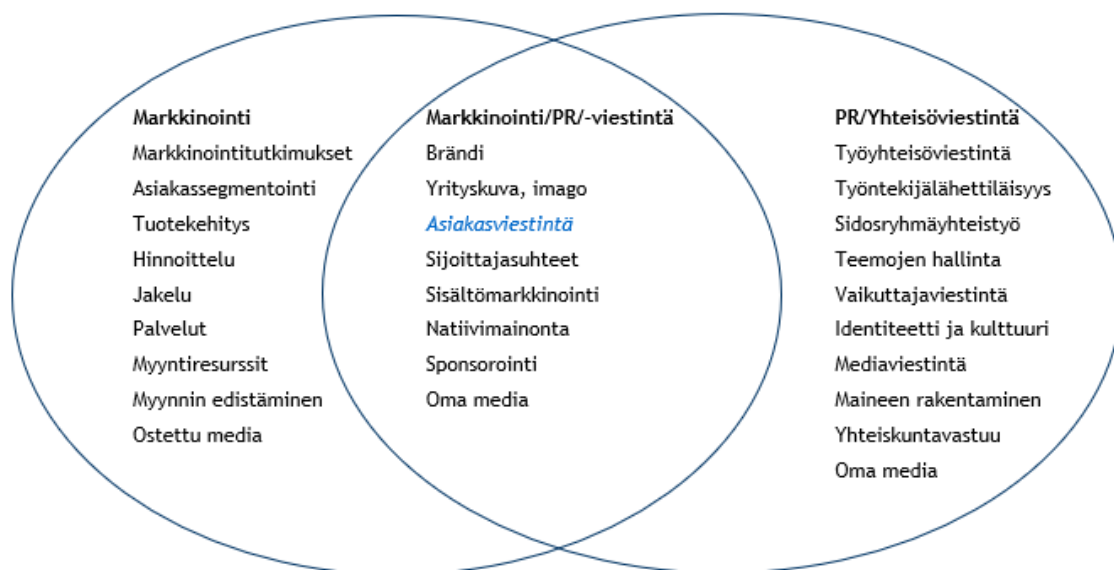 Markkinointi
Markkinointitutkimukset
Asiakassegmentointi
Tuotekehitys
Hinnoittelu
Jakelu
Palvelut
Myyntiresurssit
Myynnin edistäminen
Ostettu media
Markkinointi/PR/-viestintä
Brändi
Yrityskuva, imago
Asiakasviestintä
Sijoittajasuhteet
Sisältömarkkinointi
Natiivimainonta
Sponsorointi
Oma media
PR/Yhteisöviestintä
Työyhteisöviestintä
Työntekijälähettiläisyys
Sidosryhmäyhteistyö
Teemojen hallinta
Vaikuttajaviestintä
Identiteetti ja kulttuuri
Mediaviestintä
Maineen rakentaminen
Yhteiskuntavastuu
Oma media